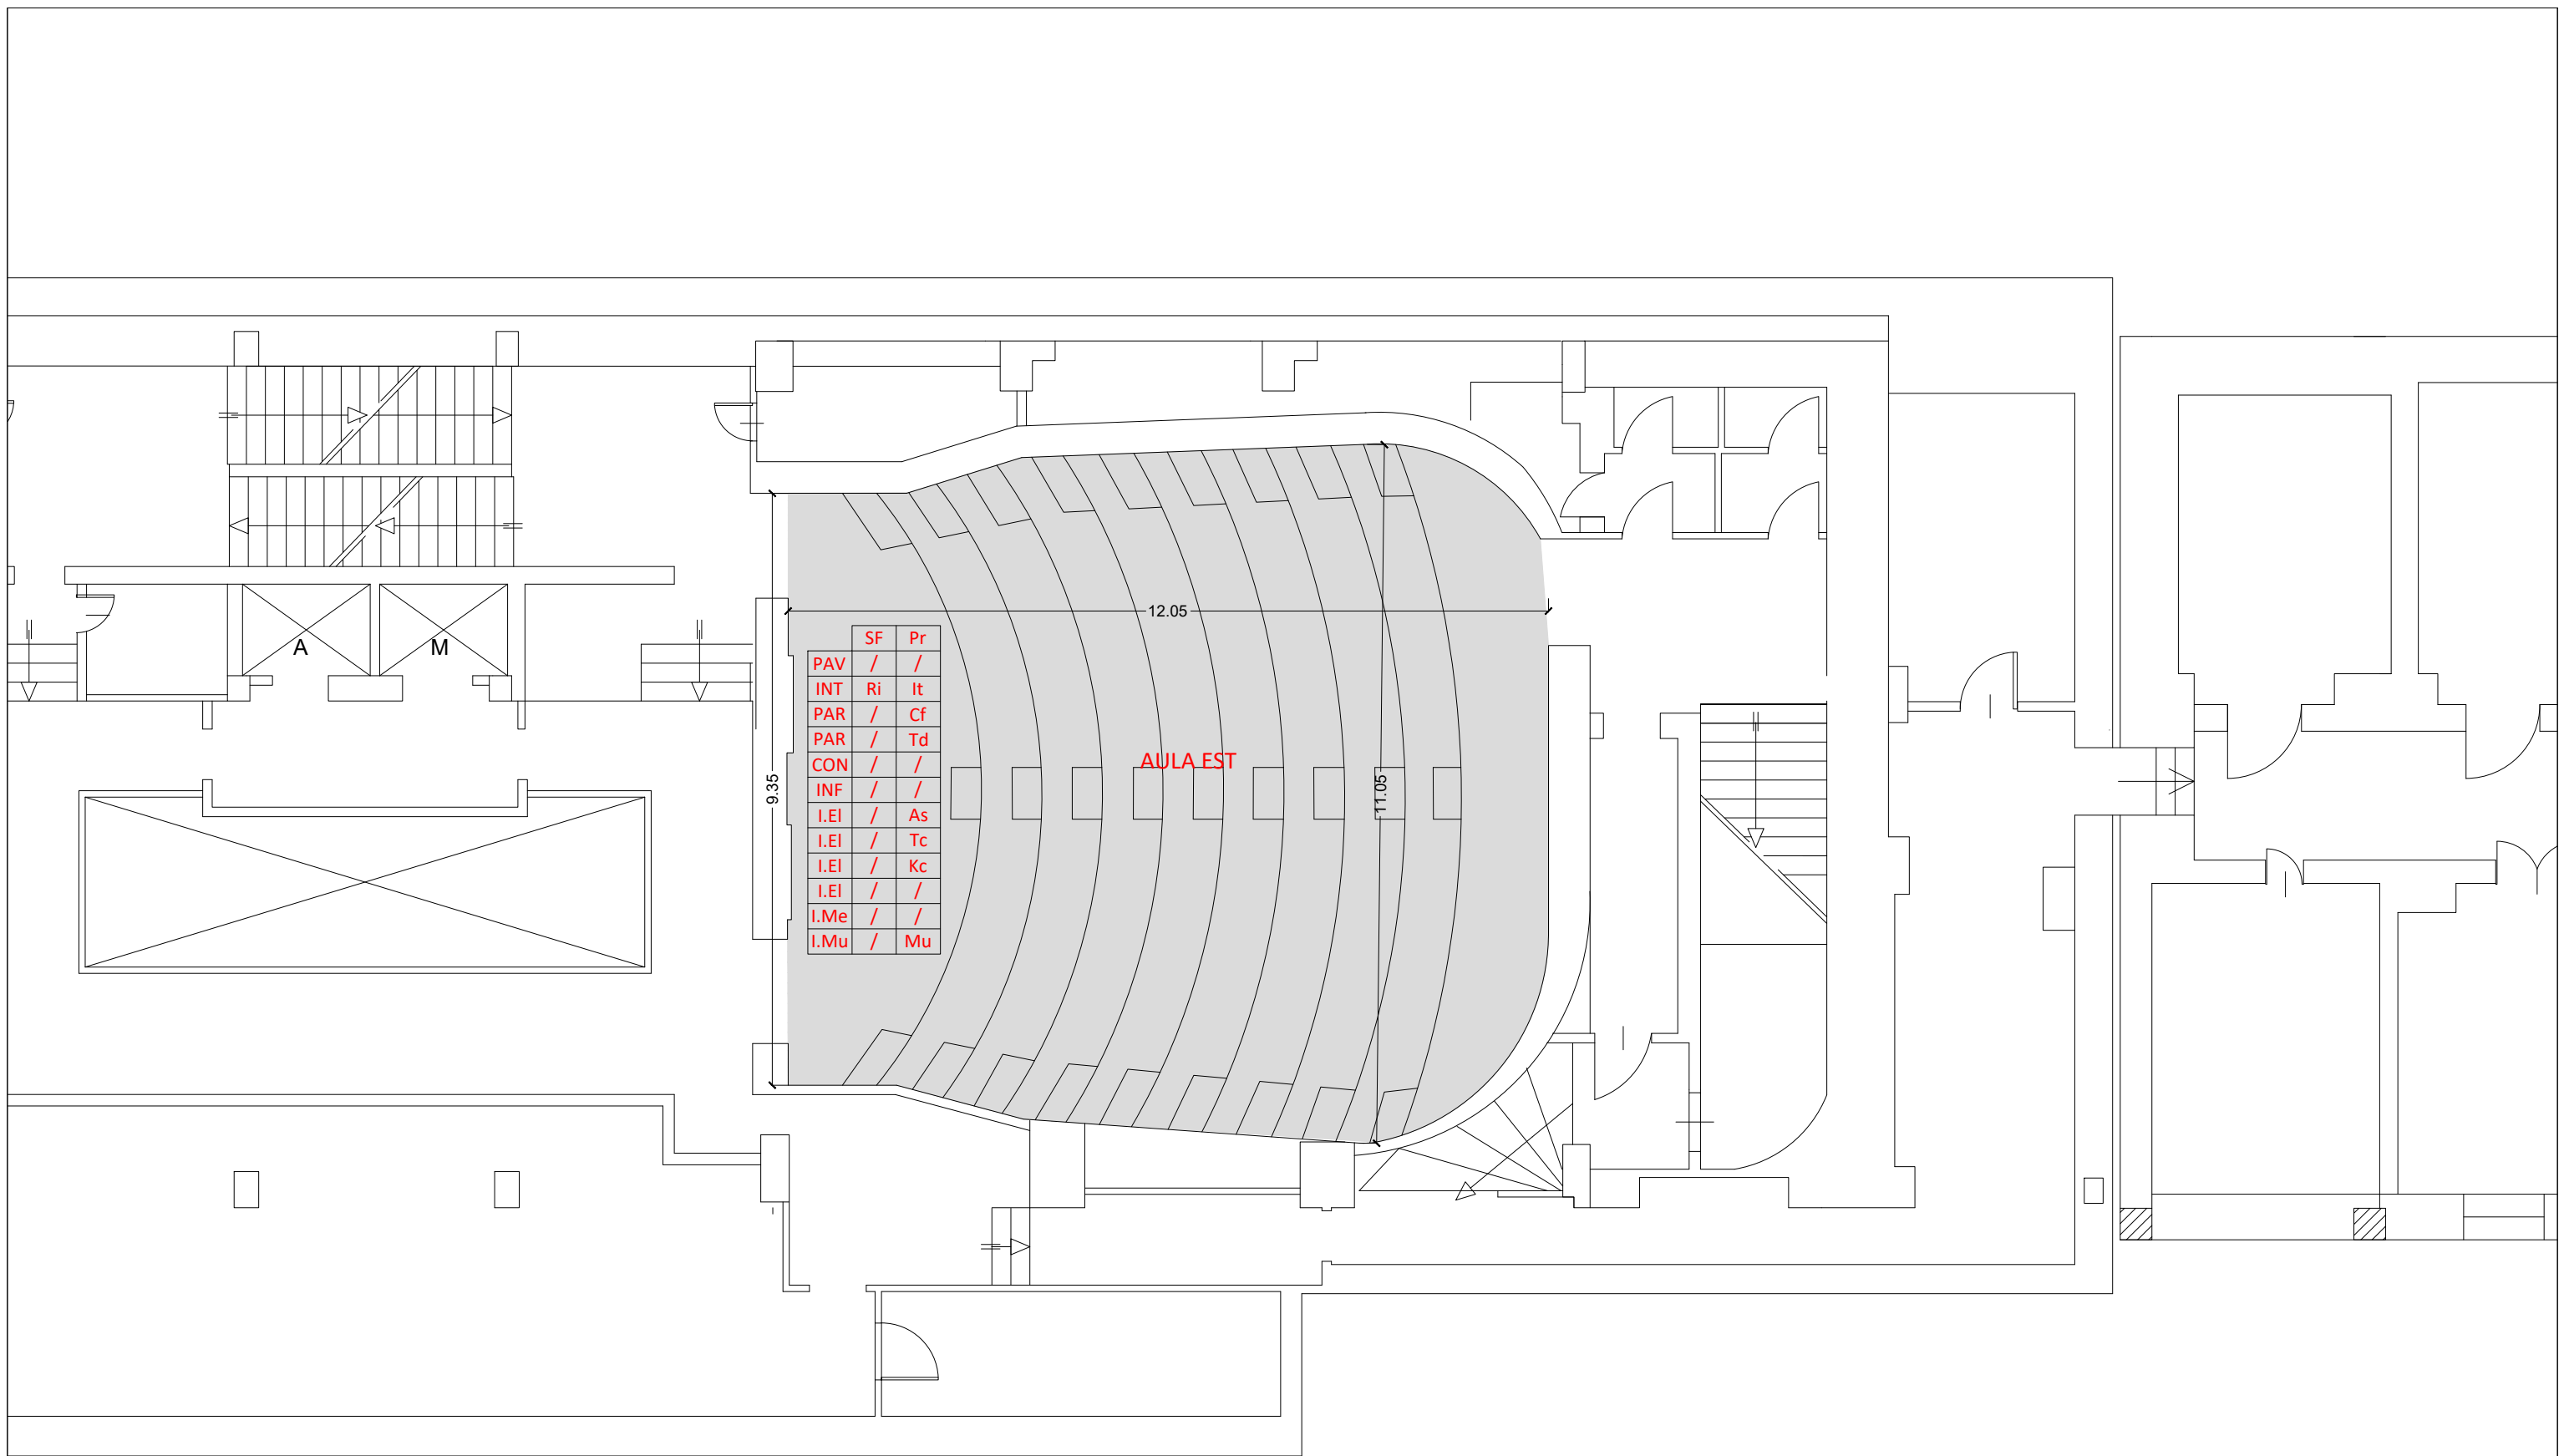 12.05
A
M
SF Pr
PAV / /
INT Ri It
PAR / Cf
PAR / Td
CON / /
INF / /
I.El / As
I.El / Tc
I.El / Kc
I.El / /
I.Me / /
I.Mu / Mu
AULA EST
9.35
11.05